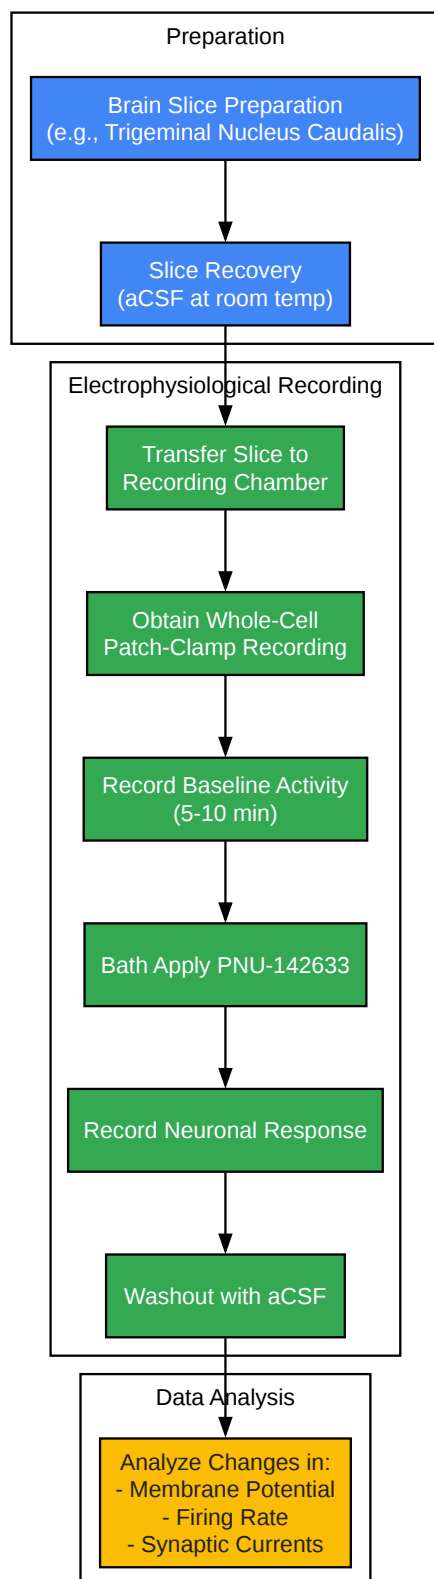 Preparation
Brain Slice Preparation
(e.g., Trigeminal Nucleus Caudalis)
Slice Recovery
(aCSF at room temp)
Electrophysiological Recording
Transfer Slice to
Recording Chamber
Obtain Whole-Cell
Patch-Clamp Recording
Record Baseline Activity
(5-10 min)
Bath Apply PNU-142633
Record Neuronal Response
Washout with aCSF
Data Analysis
Analyze Changes in:
- Membrane Potential
- Firing Rate
- Synaptic Currents